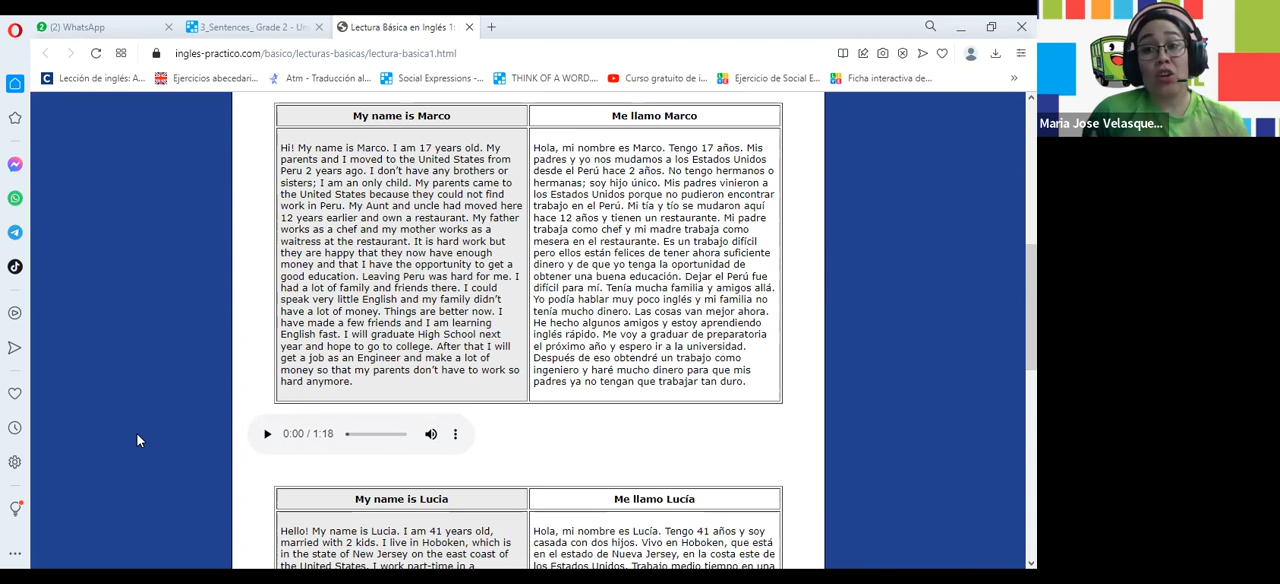 (2) WhatsApp
3_Sentences_ Grade 2 - Un
Lectura Básica en Inglés 1:
ingles-practico.com/basico/lecturas-basicas/lectura-basica1.html
Lección de inglés: A...
Ejercicios abecedari...
Atm - Traducción al...
Social Expressions -...
THINK OF A WORD....
Curso gratuito de i...
Ejercicio de Social E...
Ficha interactiva de...
Maria Jose Velasque...
My name is Marco
Hi! My name is Marco. I am 17 years old. My
parents and I moved to the United States from
Peru 2 years ago. I don't have any brothers or
sisters; I am an only child. My parents came to
the United States because they could not find
work in Peru. My Aunt and uncle had moved here
12 years earlier and own a restaurant. My father
works as a chef and my mother works as a
waitress at the restaurant. It is hard work but
they are happy that they now have enough
money and that I have the opportunity to get a
good education. Leaving Peru was hard for me. I
had a lot of family and friends there. I could
speak very little English and my family didn't
have a lot of money. Things are better now. I
have made a few friends and I am learning
English fast. I will graduate High School next
year and hope to go to college. After that I will
get a job as an Engineer and make a lot of
money so that my parents don't have to work so
hard anymore.
Me llamo Marco
Hola, mi nombre es Marco. Tengo 17 años. Mis
padres y yo nos mudamos a los Estados Unidos
desde el Perú hace 2 años. No tengo hermanos o
hermanas; soy hijo único. Mis padres vinieron a
los Estados Unidos porque no pudieron encontrar
trabajo en el Perú. Mi tía y tío se mudaron aquí
hace 12 años y tienen un restaurante. Mi padre
trabaja como chef y mi madre trabaja como
mesera en el restaurante. Es un trabajo difícil
pero ellos están felices de tener ahora suficiente
dinero y de que yo tenga la oportunidad de
obtener una buena educación. Dejar el Perú fue
difícil para mí. Tenía mucha familia y amigos allá.
Yo podía hablar muy poco inglés y mi familia no
tenía mucho dinero. Las cosas van mejor ahora.
He hecho algunos amigos y estoy aprendiendo
inglés rápido. Me voy a graduar de preparatoria
el próximo año y espero ir a la universidad.
Después de eso obtendré un trabajo como
ingeniero y haré mucho dinero para que mis
padres ya no tengan que trabajar tan duro.
0:00 / 1:18
My name is Lucia
Hello! My name is Lucia. I am 41 years old,
married with 2 kids. I live in Hoboken, which is
in the state of New Jersey on the east coast of
the United States. I work part-time in a
Me llamo Lucía
Hola, mi nombre es Lucía. Tengo 41 años y soy
casada con dos hijos. Vivo en Hoboken, que está
en el estado de Nueva Jersey, en la costa este de
los Estados Unidos. Trabajo medio tiempo en una